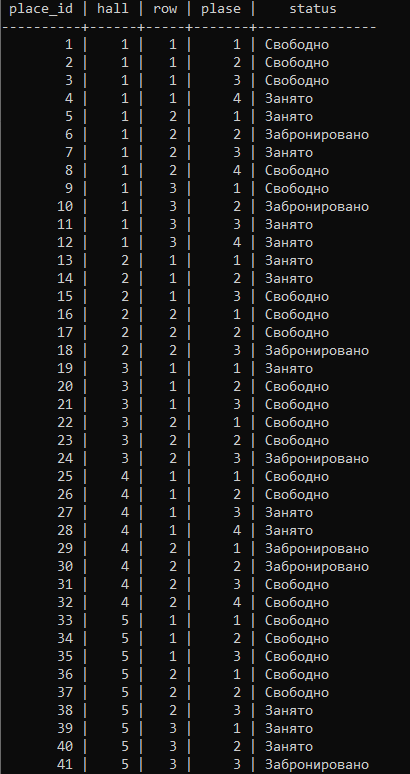 place_id | hall | row | plase | status
----------+------+-----+-------+---------------
1 | 1 | 1 | 1 | Свободно
2 | 1 | 1 | 2 | Свободно
3 | 1 | 1 | 3 | Свободно
4 | 1 | 1 | 4 | Занято
5 | 1 | 2 | 1 | Занято
6 | 1 | 2 | 2 | Забронировано
7 | 1 | 2 | 3 | Занято
8 | 1 | 2 | 4 | Свободно
9 | 1 | 3 | 1 | Свободно
10 | 1 | 3 | 2 | Забронировано
11 | 1 | 3 | 3 | Занято
12 | 1 | 3 | 4 | Занято
13 | 2 | 1 | 1 | Занято
14 | 2 | 1 | 2 | Занято
15 | 2 | 1 | 3 | Свободно
16 | 2 | 2 | 1 | Свободно
17 | 2 | 2 | 2 | Свободно
18 | 2 | 2 | 3 | Забронировано
19 | 3 | 1 | 1 | Занято
20 | 3 | 1 | 2 | Свободно
21 | 3 | 1 | 3 | Свободно
22 | 3 | 2 | 1 | Свободно
23 | 3 | 2 | 2 | Свободно
24 | 3 | 2 | 3 | Забронировано
25 | 4 | 1 | 1 | Свободно
26 | 4 | 1 | 2 | Свободно
27 | 4 | 1 | 3 | Занято
28 | 4 | 1 | 4 | Занято
29 | 4 | 2 | 1 | Забронировано
30 | 4 | 2 | 2 | Забронировано
31 | 4 | 2 | 3 | Свободно
32 | 4 | 2 | 4 | Свободно
33 | 5 | 1 | 1 | Свободно
34 | 5 | 1 | 2 | Свободно
35 | 5 | 1 | 3 | Свободно
36 | 5 | 2 | 1 | Свободно
37 | 5 | 2 | 2 | Свободно
38 | 5 | 2 | 3 | Занято
39 | 5 | 3 | 1 | Занято
40 | 5 | 3 | 2 | Занято
41 | 5 | 3 | 3 | Забронировано